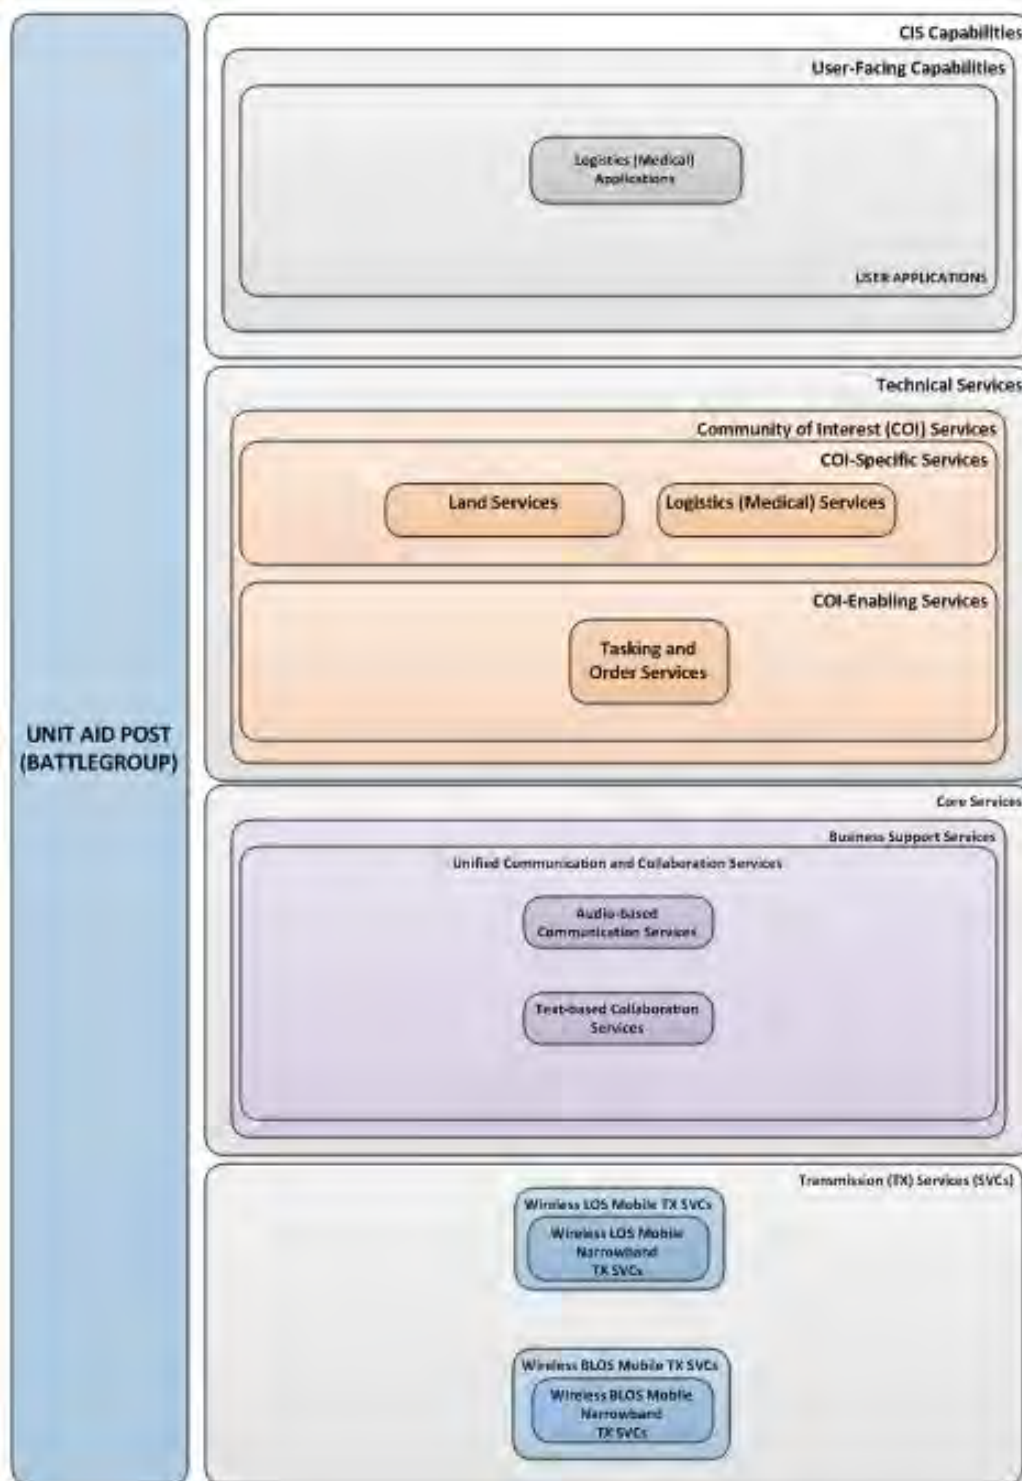 UNIT AID POST
(BATTLEGROUP)
CIS Capabilities
User-Facing Capabilities
Logistics (Medical)
Applications
USER APPLICATIONS
Technical Services
Community of Interest (COI) Services
COI-Specific Services
Land Services
Logistics (Medical) Services
COI-Enabling Services
Tasking and
Order Services
Core Services
Business Support Services
Unified Communication and Collaboration Services
Audio-based
Communication Services
Text-based Collaboration
Services
Transmission (TX) Services (SVCs)
Wireless LOS Mobile TX SVCs
Wireless LOS Mobile
Narrowband
TX SVCs
Wireless BLOS Mobile TX SVCs
Wireless BLOS Mobile
Narrowband
TX SVCs